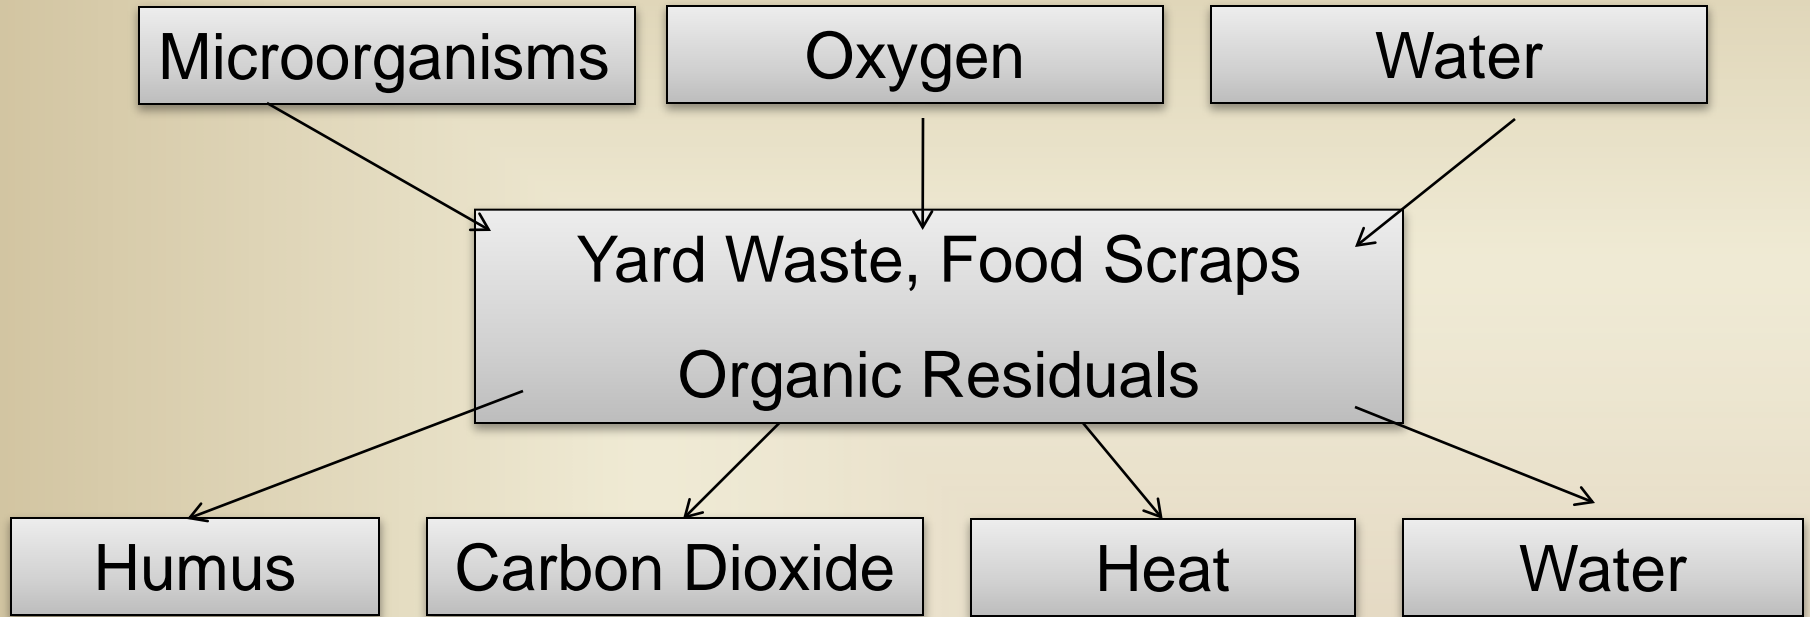 Microorganisms
Oxygen
Water
Yard Waste, Food Scraps
Organic Residuals
Humus
Carbon Dioxide
Heat
Water